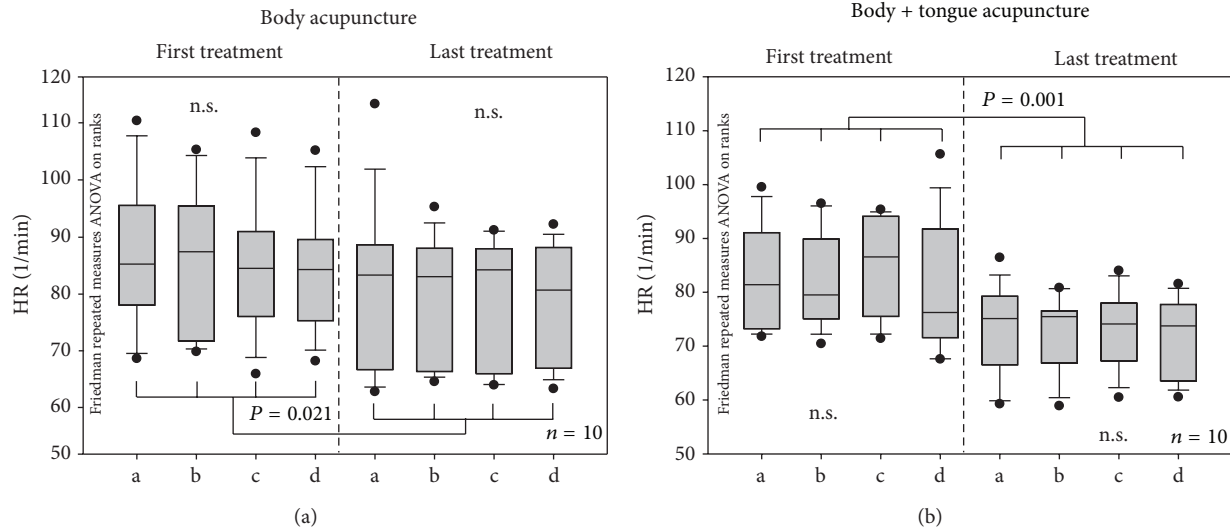 Body acupuncture
First treatment
Last treatment
120
110
100
90
80
70
60
50
HR (1/min)
Friedman repeated measures ANOVA on ranks
n.s.
n.s.
P = 0.021
n = 10
a b c d a b c d
(a)
Body + tongue acupuncture
First treatment
Last treatment
120
110
100
90
80
70
60
50
HR (1/min)
Friedman repeated measures ANOVA on ranks
P = 0.001
n.s.
n.s.
n = 10
a b c d a b c d
(b)